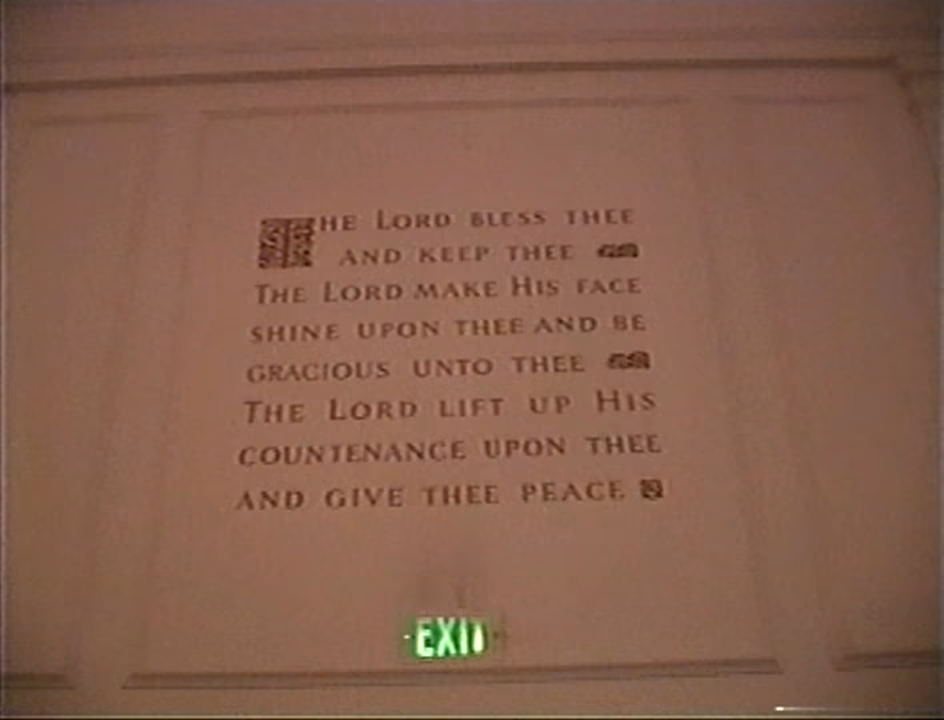 THE LORD BLESS THEE
AND KEEP THEE
THE LORD MAKE HIS FACE
SHINE UPON THEE AND BE
GRACIOUS UNTO THEE
THE LORD LIFT UP HIS
COUNTENANCE UPON THEE
AND GIVE THEE PEACE
EXIT